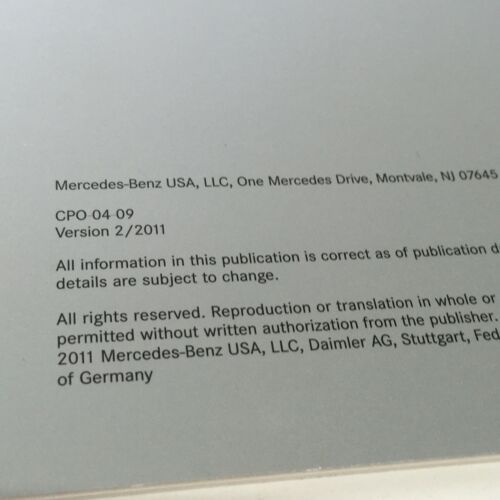 Mercedes-Benz USA, LLC, One Mercedes Drive, Montvale, NJ 07645
CPO 04 09
Version 2/2011
All information in this publication is correct as of publication d
details are subject to change.
All rights reserved. Reproduction or translation in whole or
permitted without written authorization from the publisher.
2011 Mercedes-Benz USA, LLC, Daimler AG, Stuttgart, Fed
of Germany